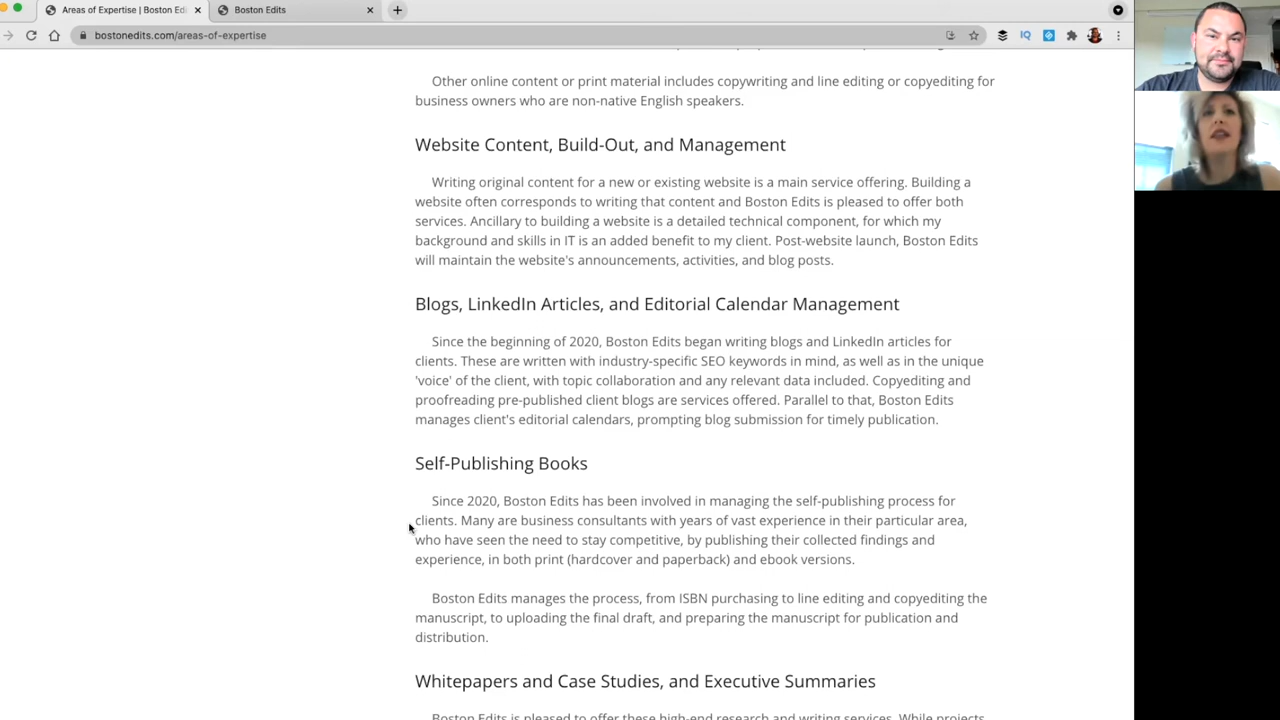 Areas of Expertise | Boston Edi
Boston Edits
bostonedits.com/areas-of-expertise
Other online content or print material includes copywriting and line editing or copyediting for
business owners who are non-native English speakers.
Website Content, Build-Out, and Management
Writing original content for a new or existing website is a main service offering. Building a
website often corresponds to writing that content and Boston Edits is pleased to offer both
services. Ancillary to building a website is a detailed technical component, for which my
background and skills in IT is an added benefit to my client. Post-website launch, Boston Edits
will maintain the website's announcements, activities, and blog posts.
Blogs, LinkedIn Articles, and Editorial Calendar Management
Since the beginning of 2020, Boston Edits began writing blogs and LinkedIn articles for
clients. These are written with industry-specific SEO keywords in mind, as well as in the unique
'voice' of the client, with topic collaboration and any relevant data included. Copyediting and
proofreading pre-published client blogs are services offered. Parallel to that, Boston Edits
manages client's editorial calendars, prompting blog submission for timely publication.
Self-Publishing Books
Since 2020, Boston Edits has been involved in managing the self-publishing process for
clients. Many are business consultants with years of vast experience in their particular area,
who have seen the need to stay competitive, by publishing their collected findings and
experience, in both print (hardcover and paperback) and ebook versions.
Boston Edits manages the process, from ISBN purchasing to line editing and copyediting the
manuscript, to uploading the final draft, and preparing the manuscript for publication and
distribution.
Whitepapers and Case Studies, and Executive Summaries
Boston Edits is pleased to offer these high-end research and writing services. While projects